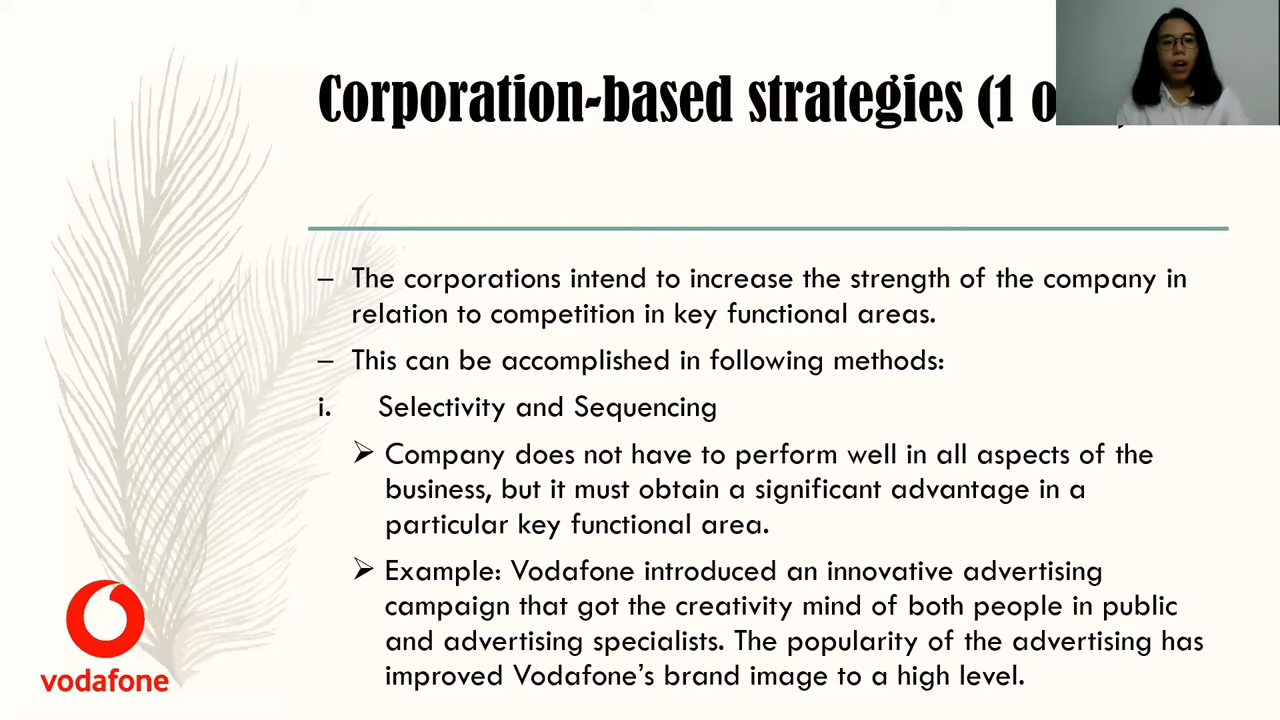 Corporation-based strategies (1 o
– The corporations intend to increase the strength of the company in
relation to competition in key functional areas.
– This can be accomplished in following methods:
i. Selectivity and Sequencing
➢ Company does not have to perform well in all aspects of the
business, but it must obtain a significant advantage in a
particular key functional area.
➢ Example: Vodafone introduced an innovative advertising
campaign that got the creativity mind of both people in public
and advertising specialists. The popularity of the advertising has
improved Vodafone’s brand image to a high level.
vodafone